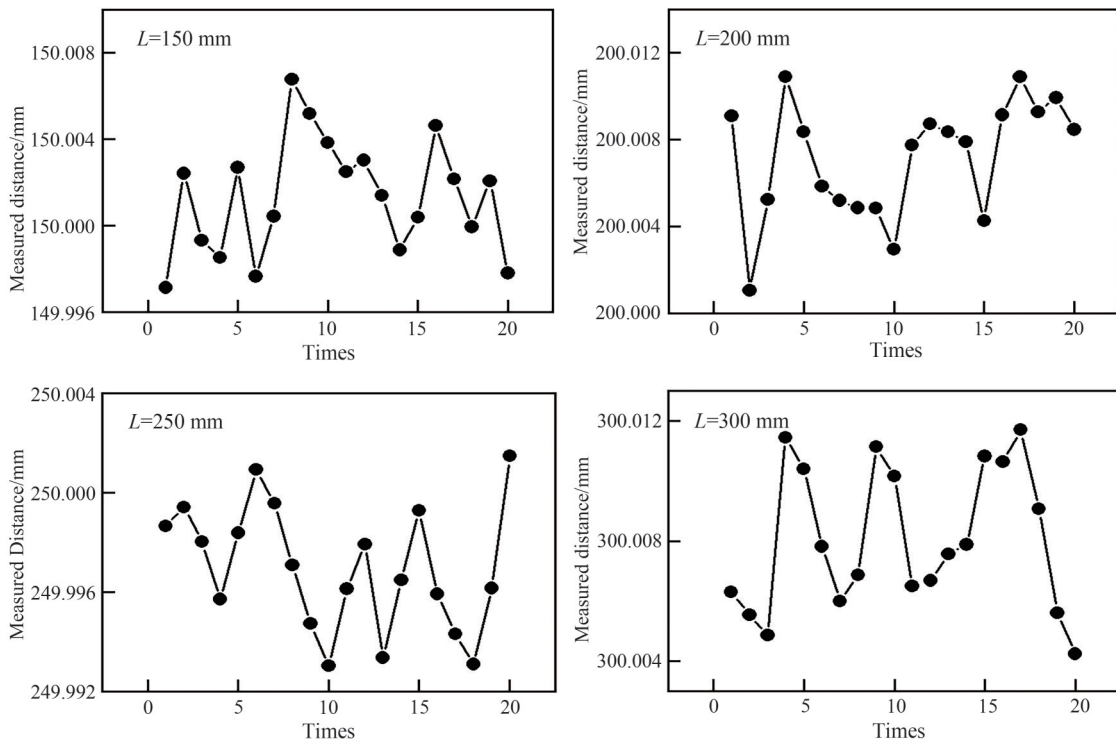 L=150 mm
150.008
150.004
150.000
149.996
Measured distance/mm
0 5 10 15 20
Times
L=200 mm
200.012
200.008
200.004
200.000
Measured distance/mm
0 5 10 15 20
Times
L=250 mm
250.004
250.000
249.996
249.992
Measured Distance/mm
0 5 10 15 20
Times
L=300 mm
300.012
300.008
300.004
Measured distance/mm
0 5 10 15 20
Times